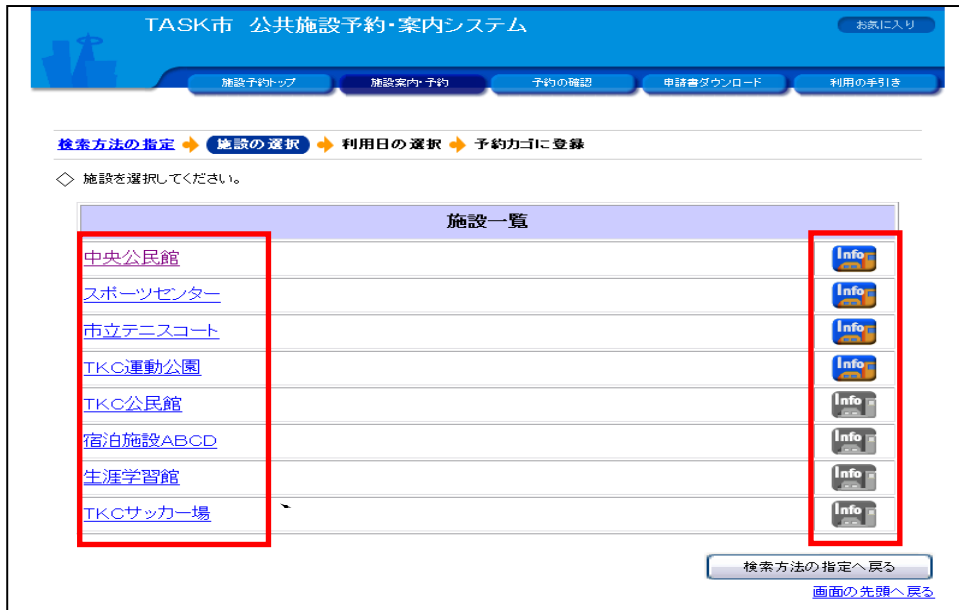 TASK市 公共施設予約・案内システム
お気に入り
施設予約トップ 施設案内・予約 予約の確認 申請書ダウンロード 利用の手引き
検索方法の指定 施設の選択 利用日の選択 予約カゴに登録
◇ 施設を選択してください。
施設一覧
中央公民館 Info
スポーツセンター Info
市立テニスコート Info
TKC運動公園 Info
TKC公民館 Info
宿泊施設ABCD Info
生涯学習館 Info
TKCサッカー場 Info
検索方法の指定へ戻る
画面の先頭へ戻る